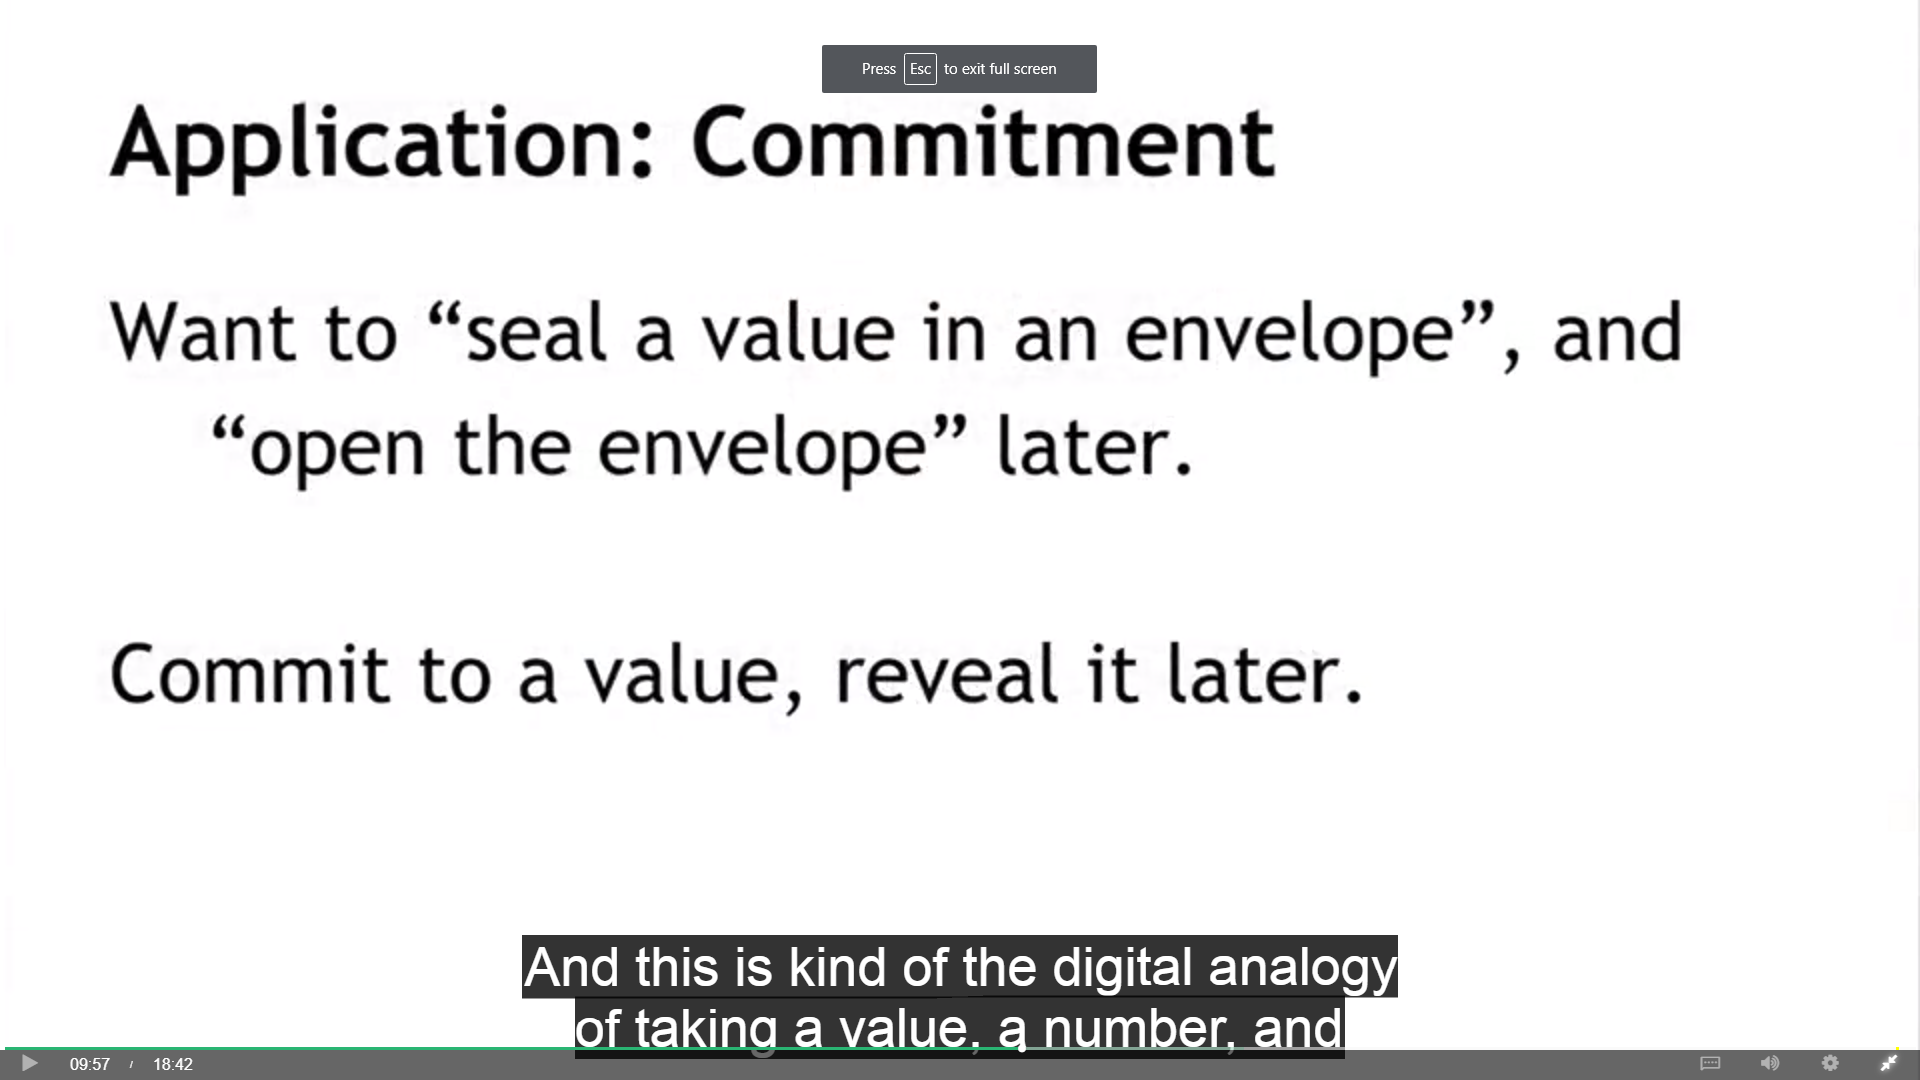 Press Esc to exit full screen
Application: Commitment
Want to “seal a value in an envelope”, and
“open the envelope” later.
Commit to a value, reveal it later.
And this is kind of the digital analogy
of taking a value, a number, and
09:57 / 18:42